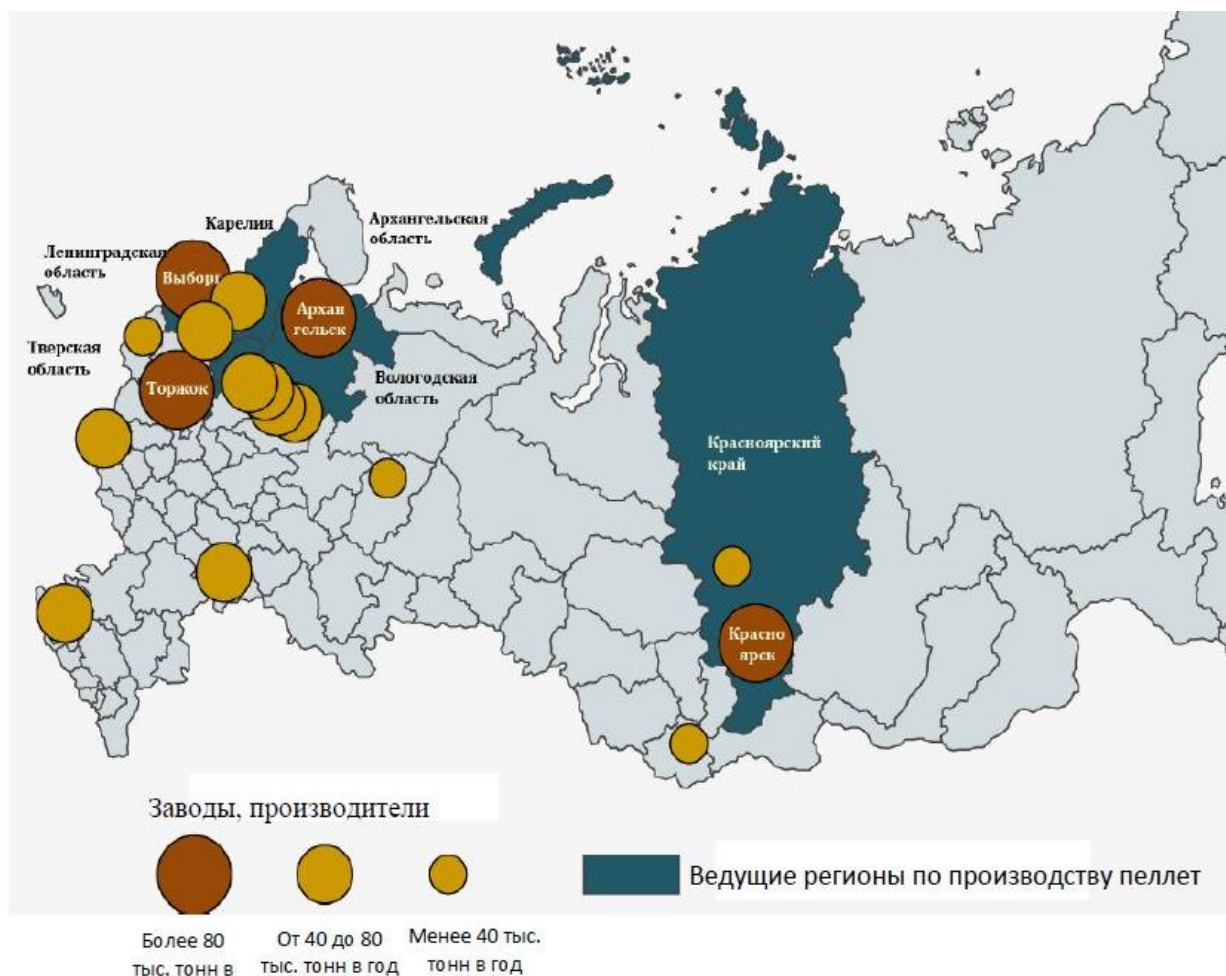 Карелия
Архангельская
область
Ленинградская
область
Выборг
Архан
гельск
Тверская
область
Торжок
Вологодская
область
Красноярский
край
Красно
ярск
Заводы, производители
Ведущие регионы по производству пеллет
Более 80
тыс. тонн в
От 40 до 80
тыс. тонн в год
Менее 40 тыс.
тонн в год